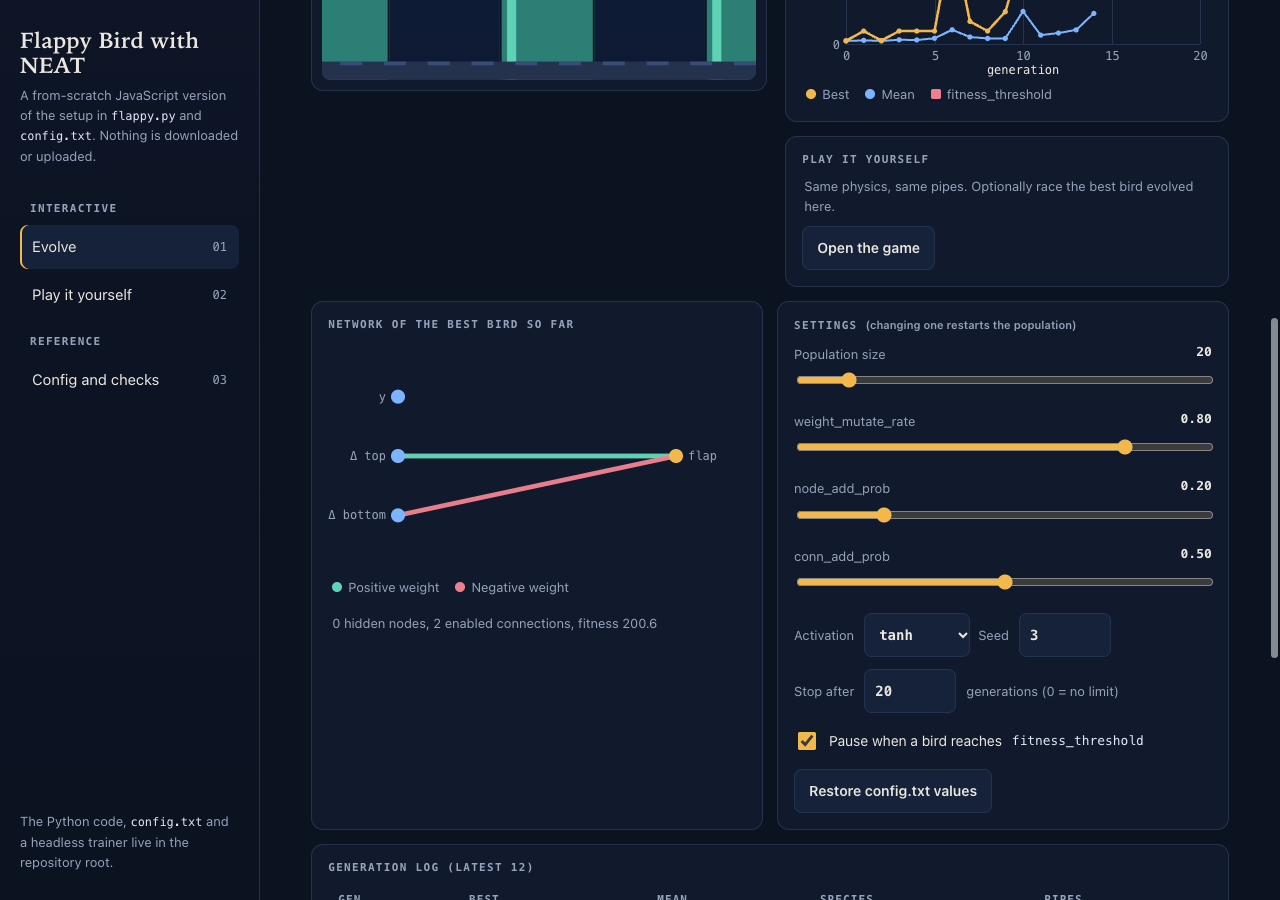 Flappy Bird with
NEAT
A from-scratch JavaScript version
of the setup in flappy.py and
config.txt. Nothing is downloaded
or uploaded.
INTERACTIVE
Evolve 01
Play it yourself 02
REFERENCE
Config and checks 03
The Python code, config.txt and
a headless trainer live in the
repository root.
0
0 5 10 15 20
generation
Best Mean fitness_threshold
PLAY IT YOURSELF
Same physics, same pipes. Optionally race the best bird evolved
here.
Open the game
NETWORK OF THE BEST BIRD SO FAR
y
Δ top
flap
Δ bottom
Positive weight Negative weight
0 hidden nodes, 2 enabled connections, fitness 200.6
SETTINGS (changing one restarts the population)
Population size 20
weight_mutate_rate 0.80
node_add_prob 0.20
conn_add_prob 0.50
Activation tanh Seed 3
Stop after 20 generations (0 = no limit)
Pause when a bird reaches fitness_threshold
Restore config.txt values
GENERATION LOG (LATEST 12)
GEN BEST MEAN SPECIES PIPES